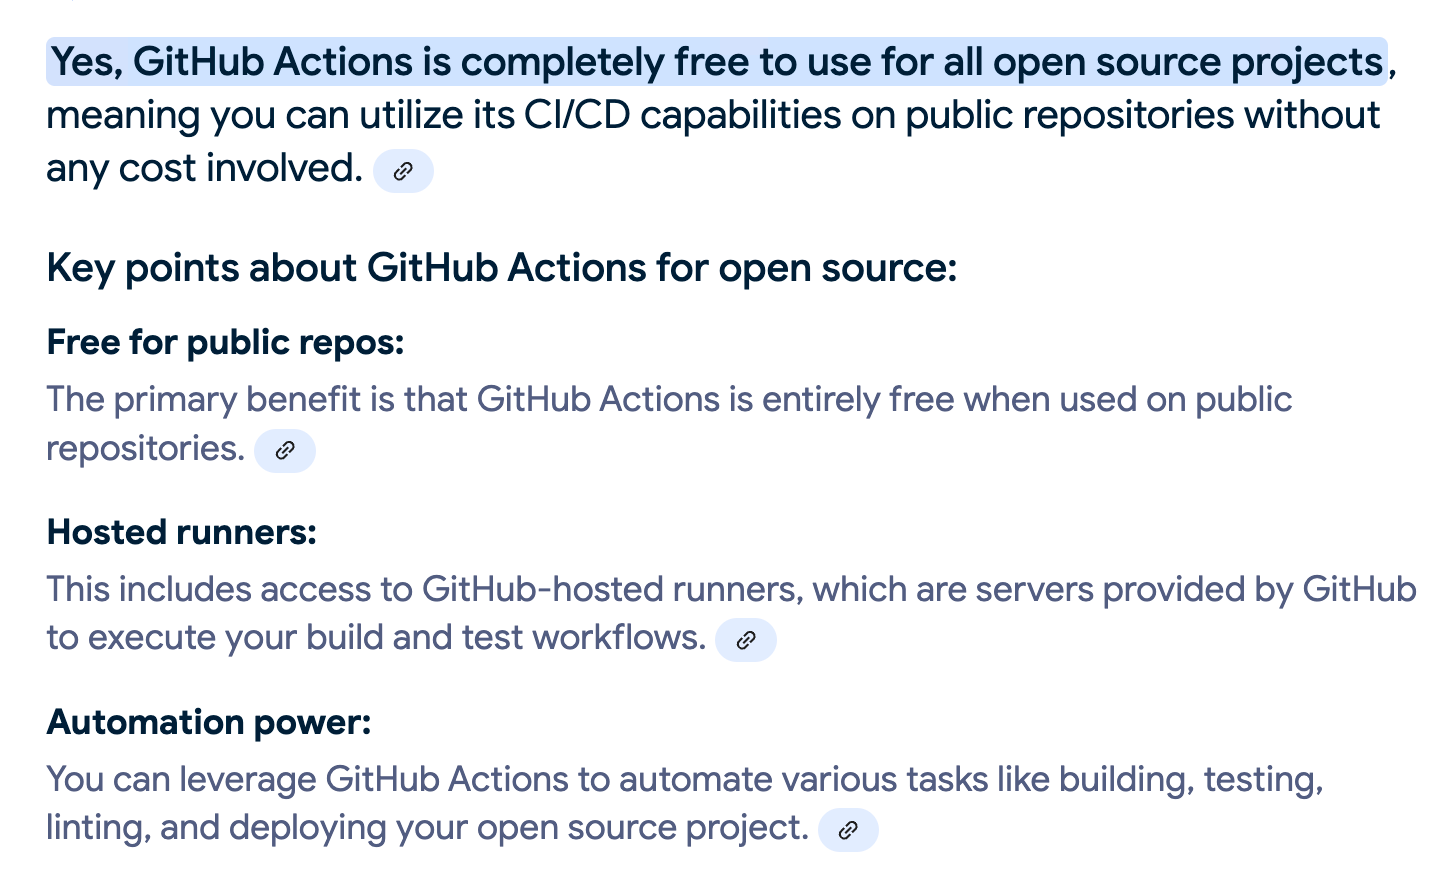 Yes, GitHub Actions is completely free to use for all open source projects,
meaning you can utilize its CI/CD capabilities on public repositories without
any cost involved.
Key points about GitHub Actions for open source:
Free for public repos:
The primary benefit is that GitHub Actions is entirely free when used on public
repositories.
Hosted runners:
This includes access to GitHub-hosted runners, which are servers provided by GitHub
to execute your build and test workflows.
Automation power:
You can leverage GitHub Actions to automate various tasks like building, testing,
linting, and deploying your open source project.